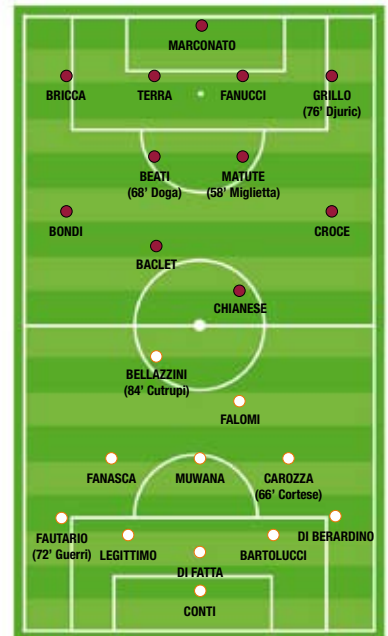 MARCONATO
BRICCA TERRA FANUCCI GRILLO
(76’ Djuric)
BEATI MATUTE
(68’ Doga) (58’ Miglietta)
BONDI CROCE
BACLET
CHIANESE
BELLAZZINI
(84’ Cutrupi)
FALOMI
FANASCA MUWANA CAROZZA
(66’ Cortese)
FAUTARIO
(72’ Guerri)
LEGITTIMO
DI FATTA
BARTOLUCCI
DI BERARDINO
CONTI